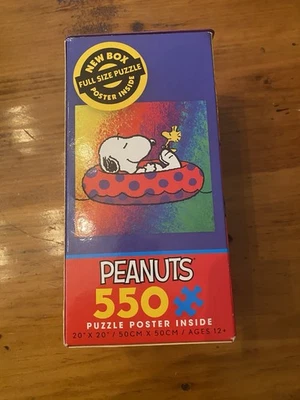 NEW BOX
FULL SIZE PUZZLE
POSTER INSIDE
PEANUTS
550
PUZZLE POSTER INSIDE
20" X 20" / 50CM X 50CM / AGES 12+